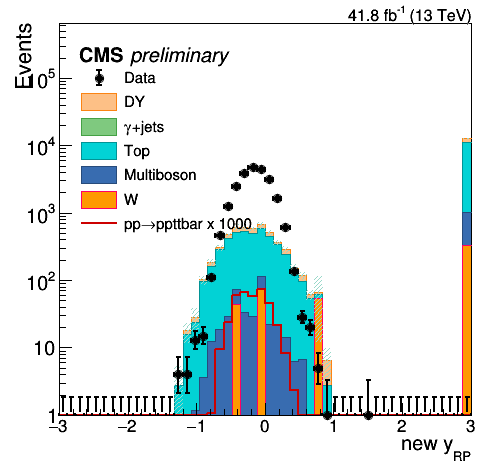 41.8 fb⁻¹ (13 TeV)
Events
CMS preliminary
Data
DY
γ+jets
Top
Multiboson
W
pp→ppttbar x 1000
10⁵
10⁴
10³
10²
10
1
−3 −2 −1 0 1 2 3
new y_RP